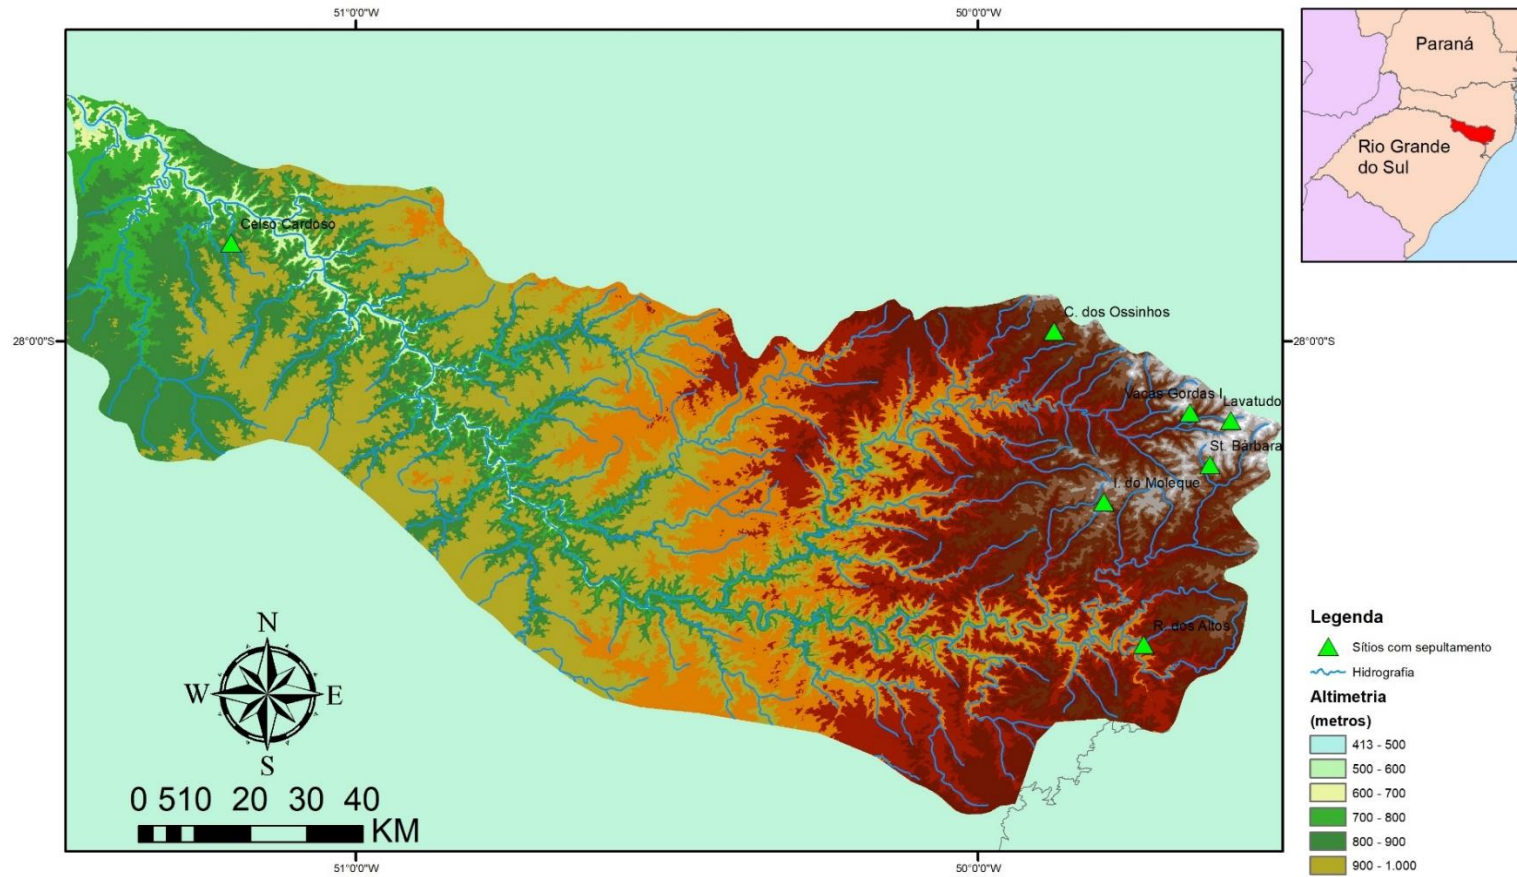 51°0'0"W
50°0'0"W
Paraná
Rio Grande
do Sul
Celso Cardoso
C. dos Ossinhos
28°0'0"S
28°0'0"S
Vacas Gordas I
Lavatudo
St. Bárbara
I. do Moleque
R. dos Altos
N
W
E
S
0 510 20 30 40
KM
Legenda
Sítios com sepultamento
Hidrografia
Altimetria
(metros)
413 - 500
500 - 600
600 - 700
700 - 800
800 - 900
900 - 1.000
51°0'0"W
50°0'0"W